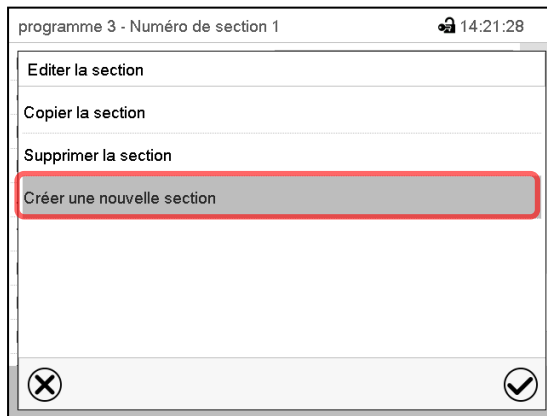 programme 3 - Numéro de section 1 14:21:28
Editer la section
Copier la section
Supprimer la section
Créer une nouvelle section